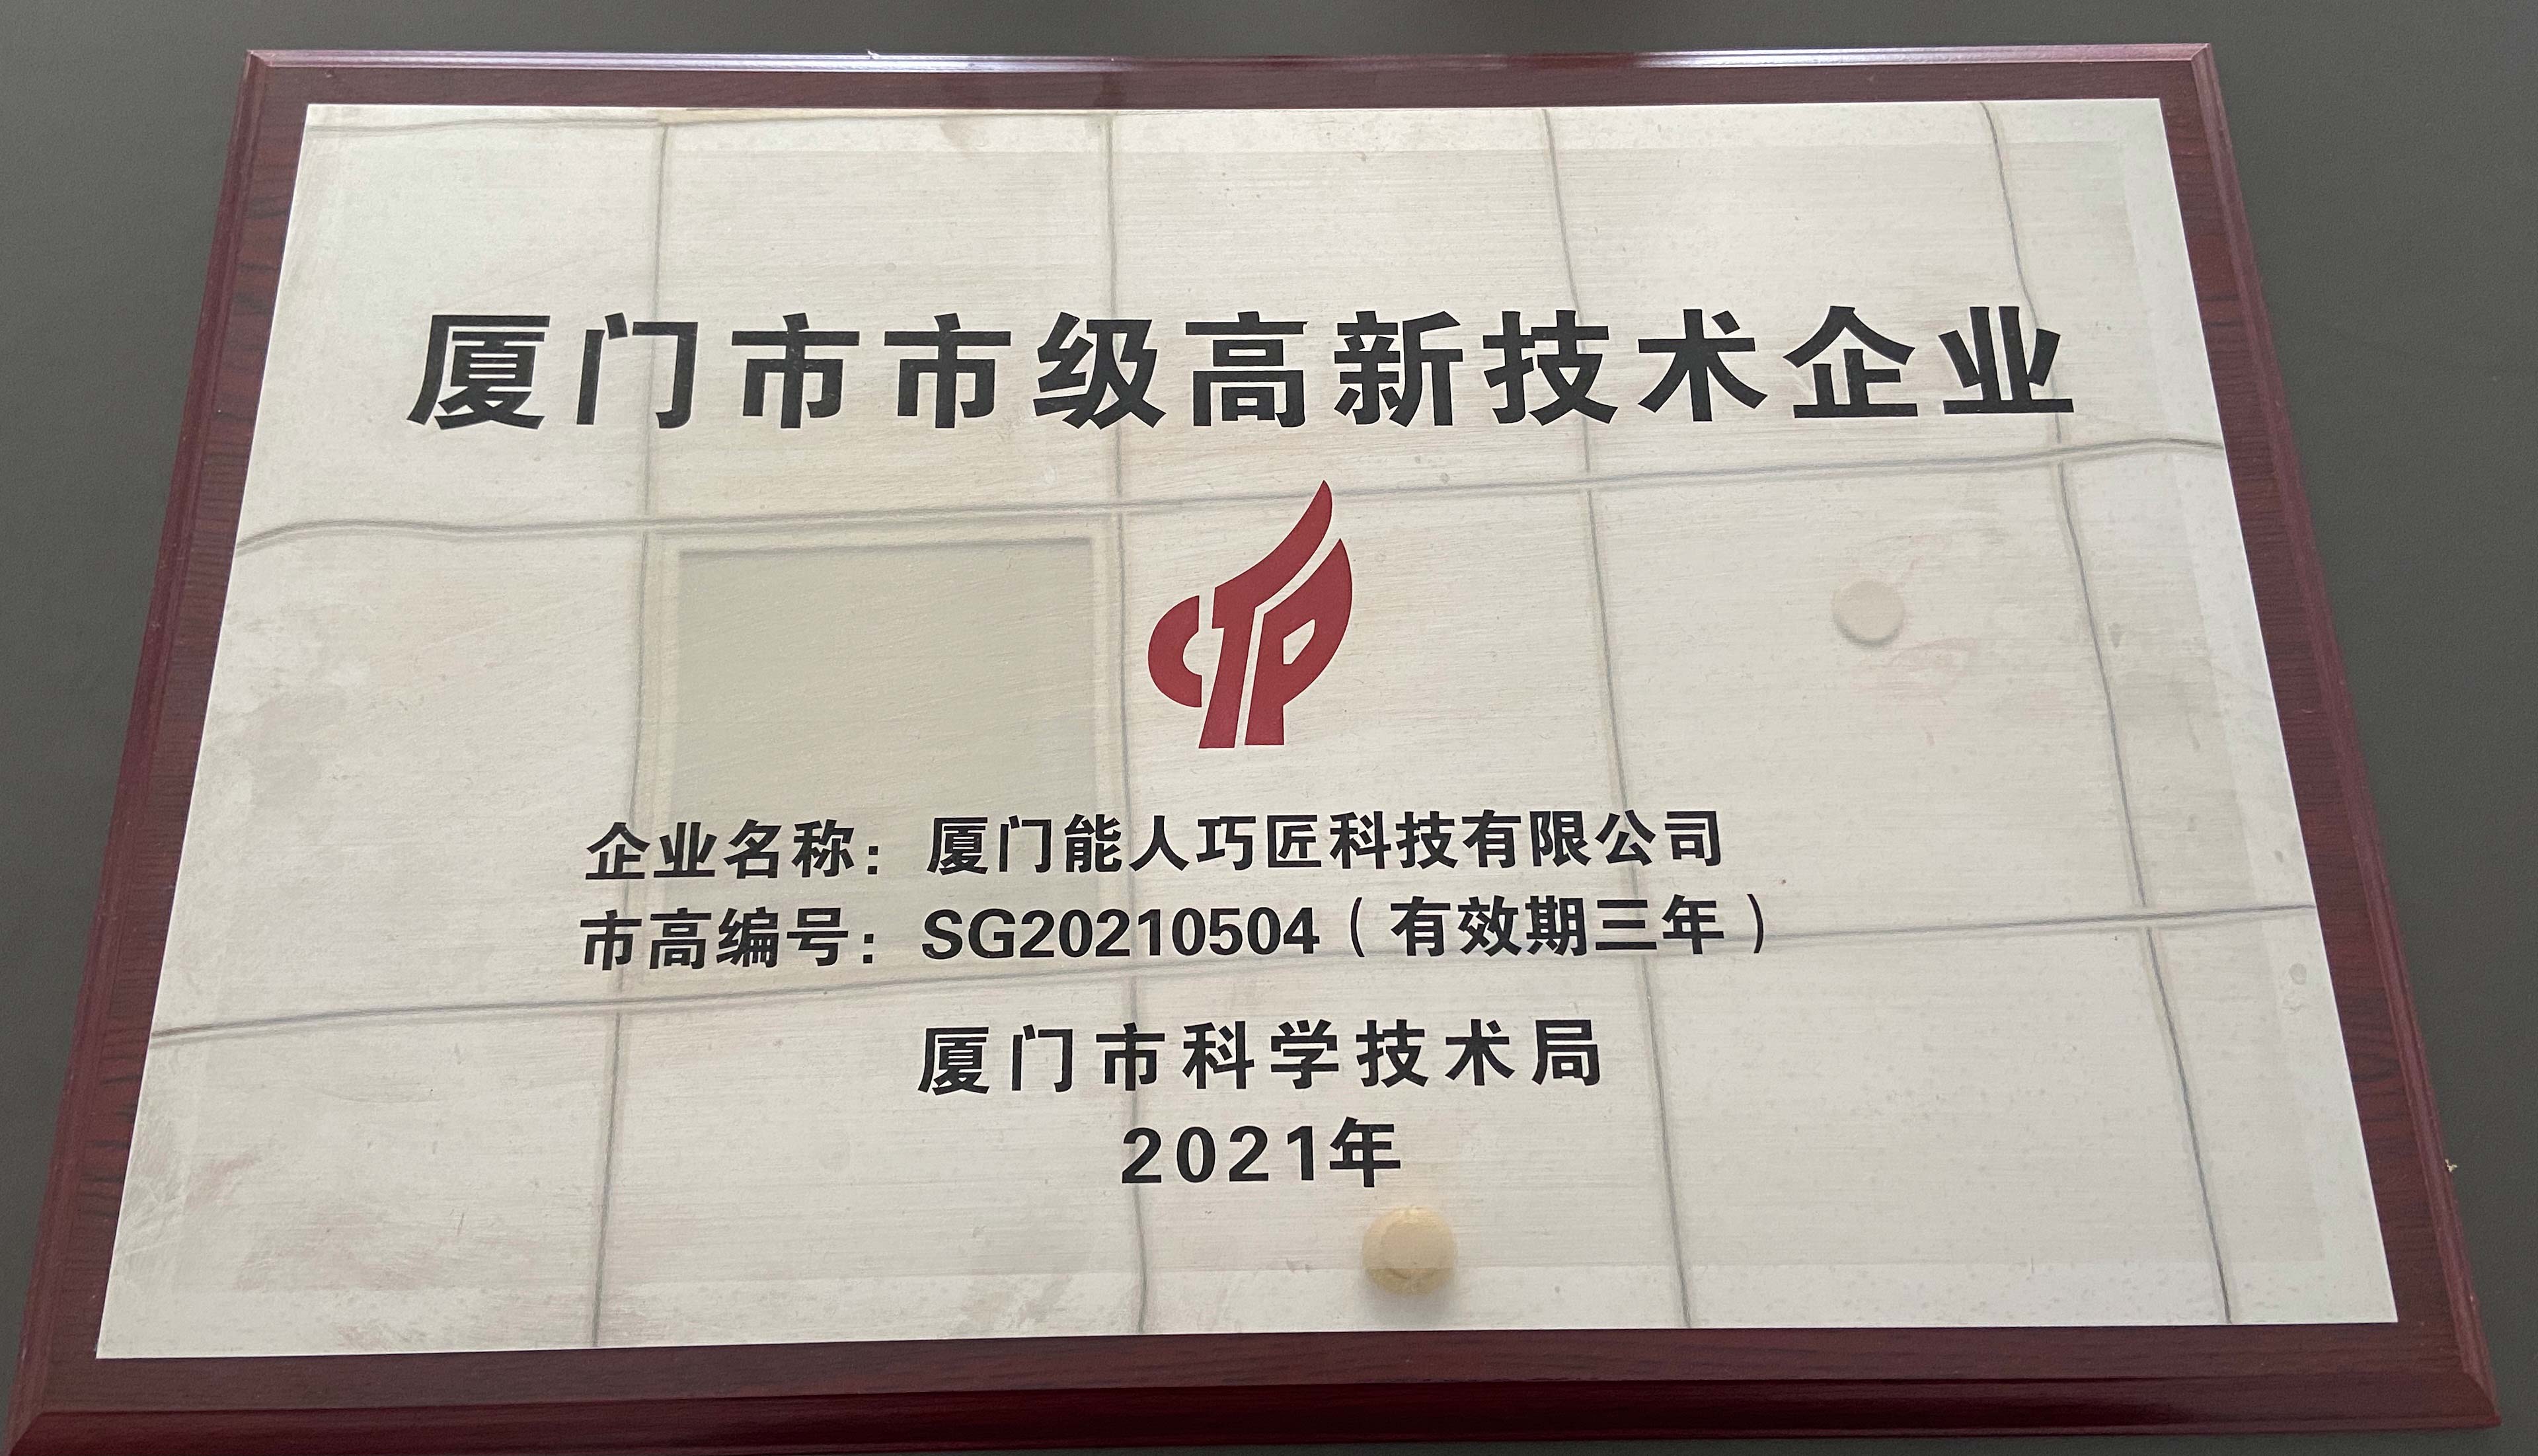 厦门市市级高新技术企业
CTP
企业名称：厦门能人巧匠科技有限公司
市高编号：SG20210504（有效期三年）
厦门市科学技术局
2021年